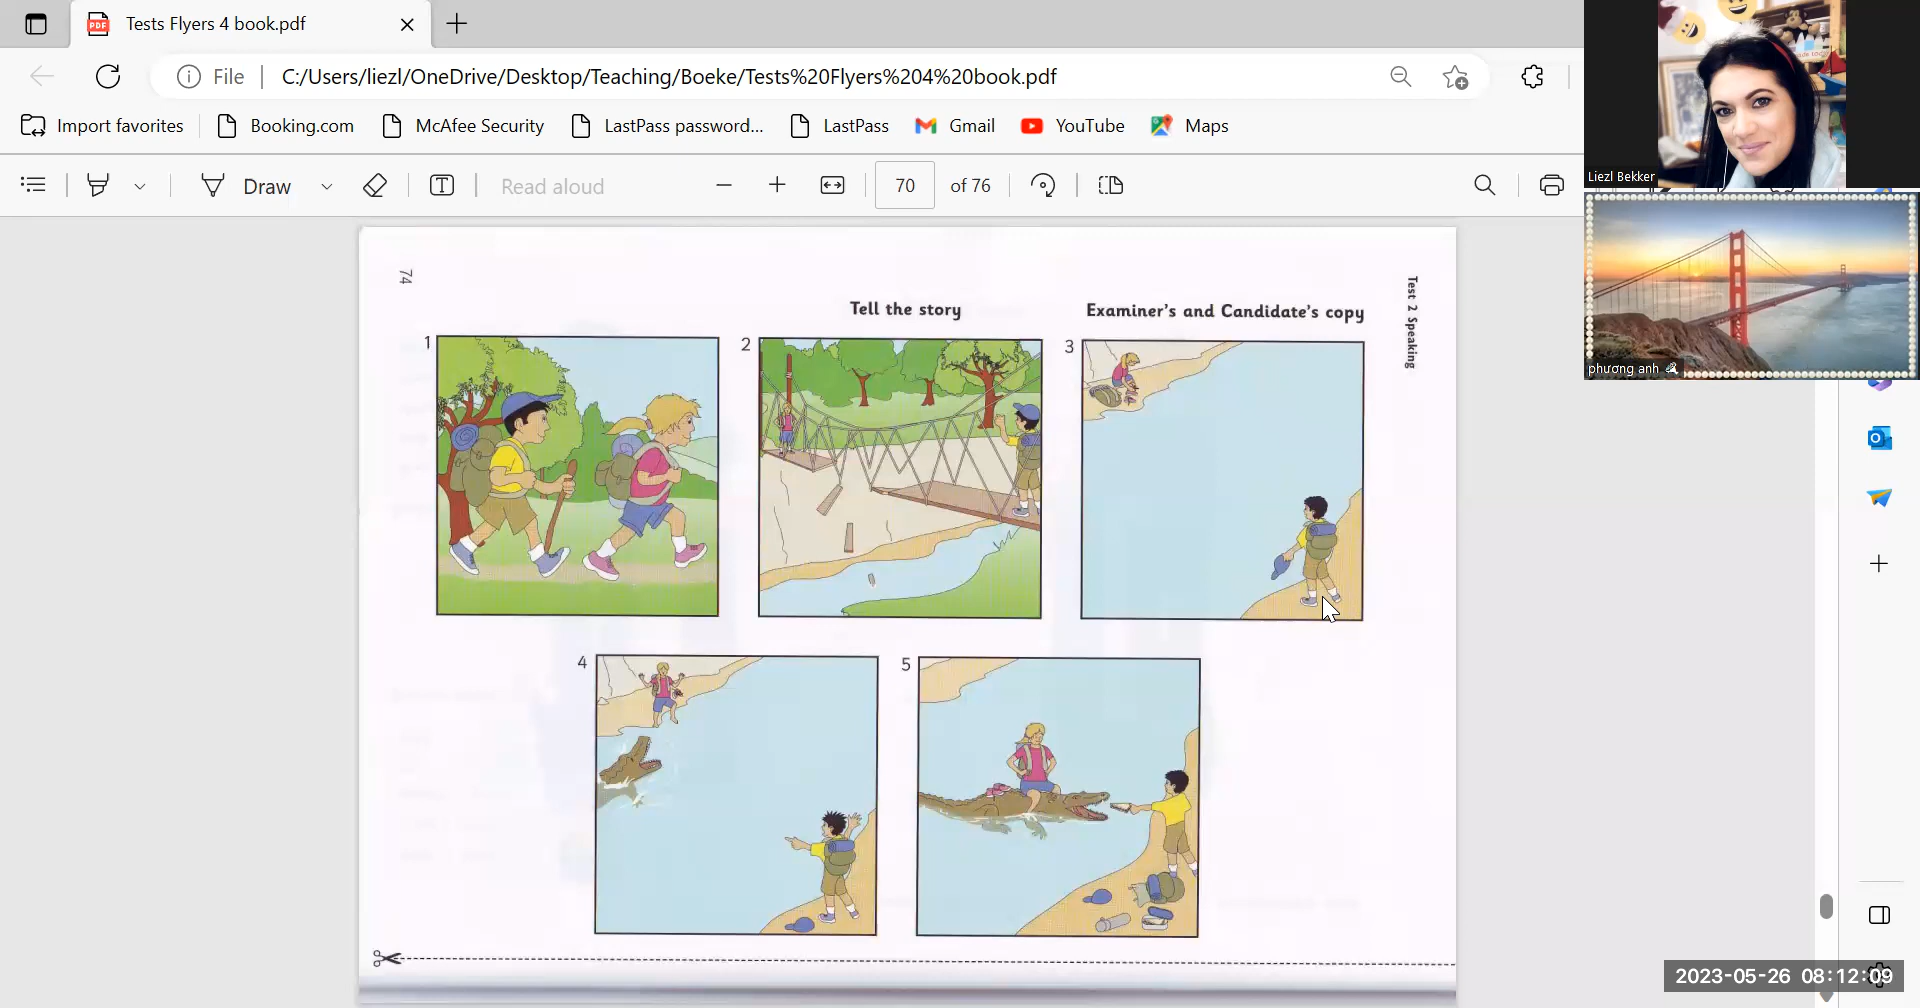 Tests Flyers 4 book.pdf
File
C:/Users/liezl/OneDrive/Desktop/Teaching/Boeke/Tests%20Flyers%204%20book.pdf
Import favorites
Booking.com
McAfee Security
LastPass password...
LastPass
Gmail
YouTube
Maps
Draw
Read aloud
70
of 76
Liezl Bekker
phương anh
74
Tell the story
Examiner's and Candidate's copy
Test 2 Speaking
1
2
3
4
5
2023-05-26 08:12:09